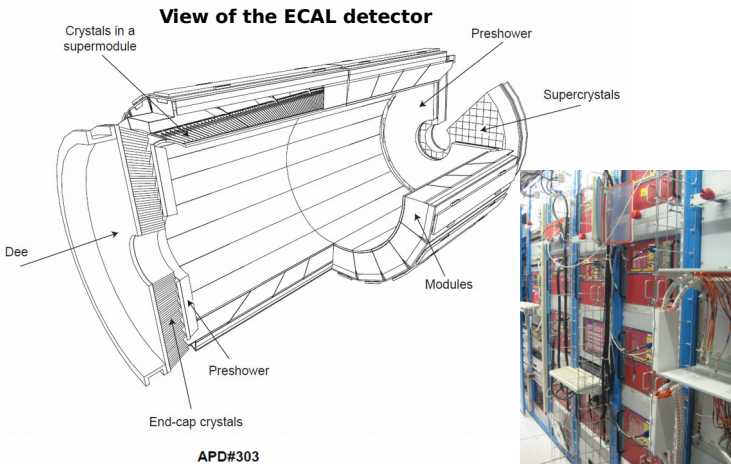 View of the ECAL detector
Crystals in a
supermodule
Preshower
Supercrystals
Dee
Modules
Preshower
End-cap crystals
APD#303